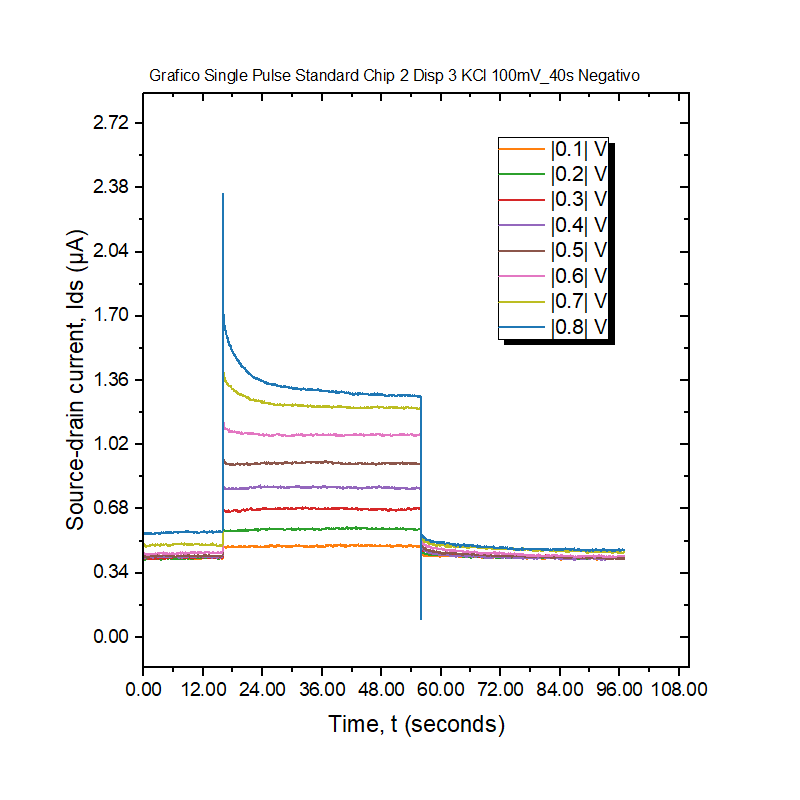 Grafico Single Pulse Standard Chip 2 Disp 3 KCl 100mV_40s Negativo
2.72
2.38
2.04
1.70
1.36
1.02
0.68
0.34
0.00
Source-drain current, Ids (µA)
|0.1| V
|0.2| V
|0.3| V
|0.4| V
|0.5| V
|0.6| V
|0.7| V
|0.8| V
0.00 12.00 24.00 36.00 48.00 60.00 72.00 84.00 96.00 108.00
Time, t (seconds)